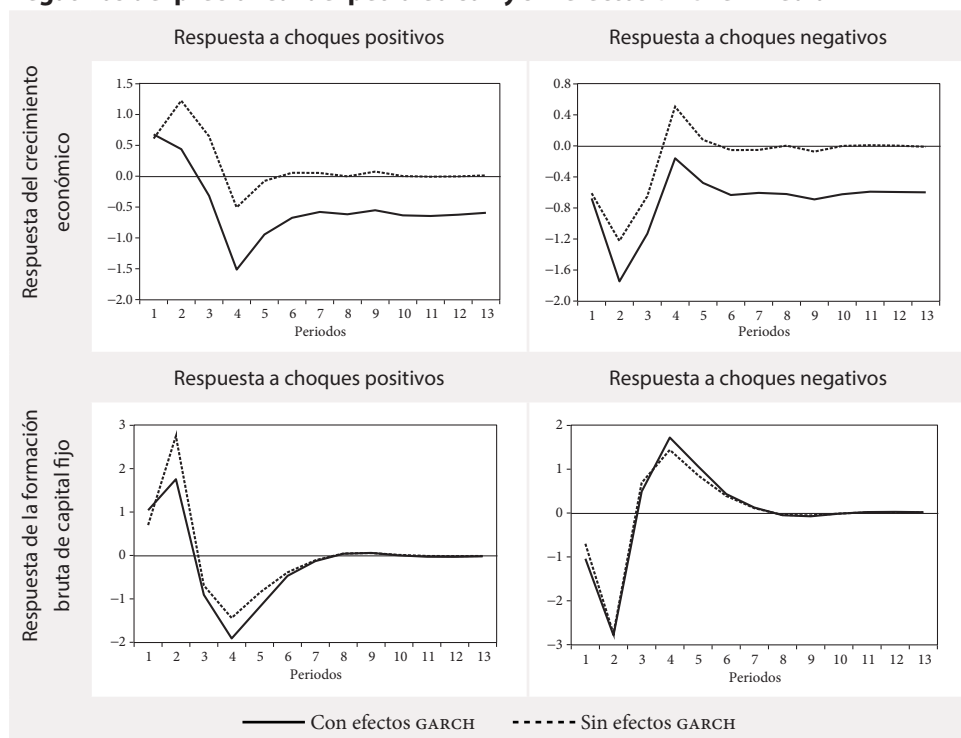 Respuesta a choques positivos
Respuesta a choques negativos
Respuesta del crecimiento
económico
1.5
1.0
0.5
0.0
−0.5
−1.0
−1.5
−2.0
1 2 3 4 5 6 7 8 9 10 11 12 13
Periodos
0.8
0.4
0.0
−0.4
−0.8
−1.2
−1.6
−2.0
1 2 3 4 5 6 7 8 9 10 11 12 13
Periodos
Respuesta a choques positivos
Respuesta a choques negativos
Respuesta de la formación
bruta de capital fijo
3
2
1
0
−1
−2
1 2 3 4 5 6 7 8 9 10 11 12 13
Periodos
2
1
0
−1
−2
−3
1 2 3 4 5 6 7 8 9 10 11 12 13
Periodos
Con efectos GARCH
Sin efectos GARCH